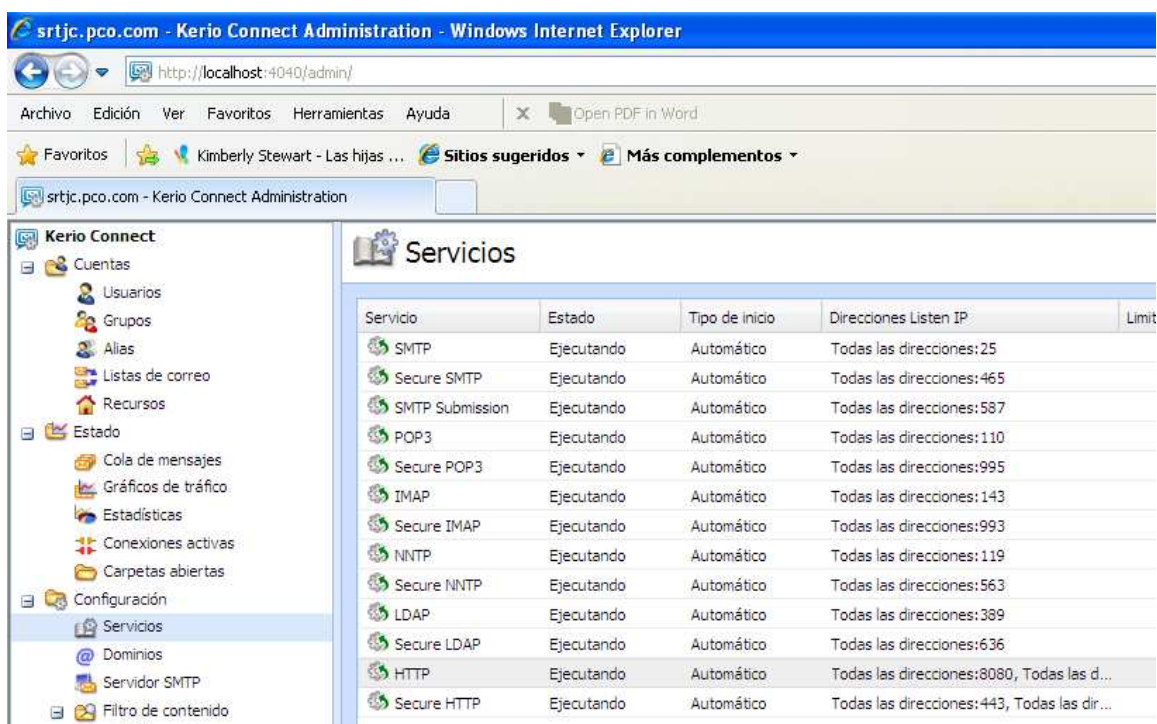 srtjc.pco.com - Kerio Connect Administration - Windows Internet Explorer
http://localhost:4040/admin/
Archivo Edición Ver Favoritos Herramientas Ayuda Open PDF in Word
Favoritos Kimberly Stewart - Las hijas ... Sitios sugeridos Más complementos
srtjc.pco.com - Kerio Connect Administration
Kerio Connect
Cuentas
Usuarios
Grupos
Alias
Listas de correo
Recursos
Estado
Cola de mensajes
Gráficos de tráfico
Estadísticas
Conexiones activas
Carpetas abiertas
Configuración
Servicios
Dominios
Servidor SMTP
Filtro de contenido
Servicios
Servicio Estado Tipo de inicio Direcciones Listen IP Limit
SMTP Ejecutando Automático Todas las direcciones:25
Secure SMTP Ejecutando Automático Todas las direcciones:465
SMTP Submission Ejecutando Automático Todas las direcciones:587
POP3 Ejecutando Automático Todas las direcciones:110
Secure POP3 Ejecutando Automático Todas las direcciones:995
IMAP Ejecutando Automático Todas las direcciones:143
Secure IMAP Ejecutando Automático Todas las direcciones:993
NNTP Ejecutando Automático Todas las direcciones:119
Secure NNTP Ejecutando Automático Todas las direcciones:563
LDAP Ejecutando Automático Todas las direcciones:389
Secure LDAP Ejecutando Automático Todas las direcciones:636
HTTP Ejecutando Automático Todas las direcciones:8080, Todas las d...
Secure HTTP Ejecutando Automático Todas las direcciones:443, Todas las dir...